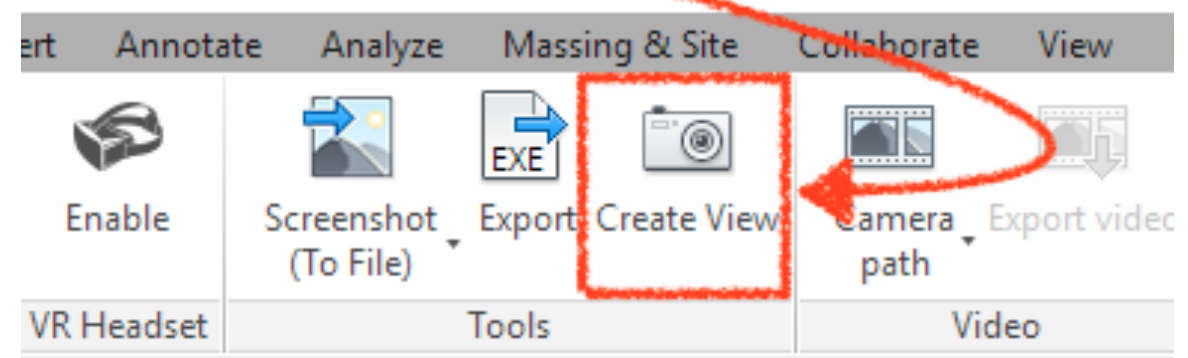 ert Annotate Analyze Massing & Site Collaborate View
EXE
Enable Screenshot Export Create View Camera Export video
(To File) path
VR Headset Tools Video